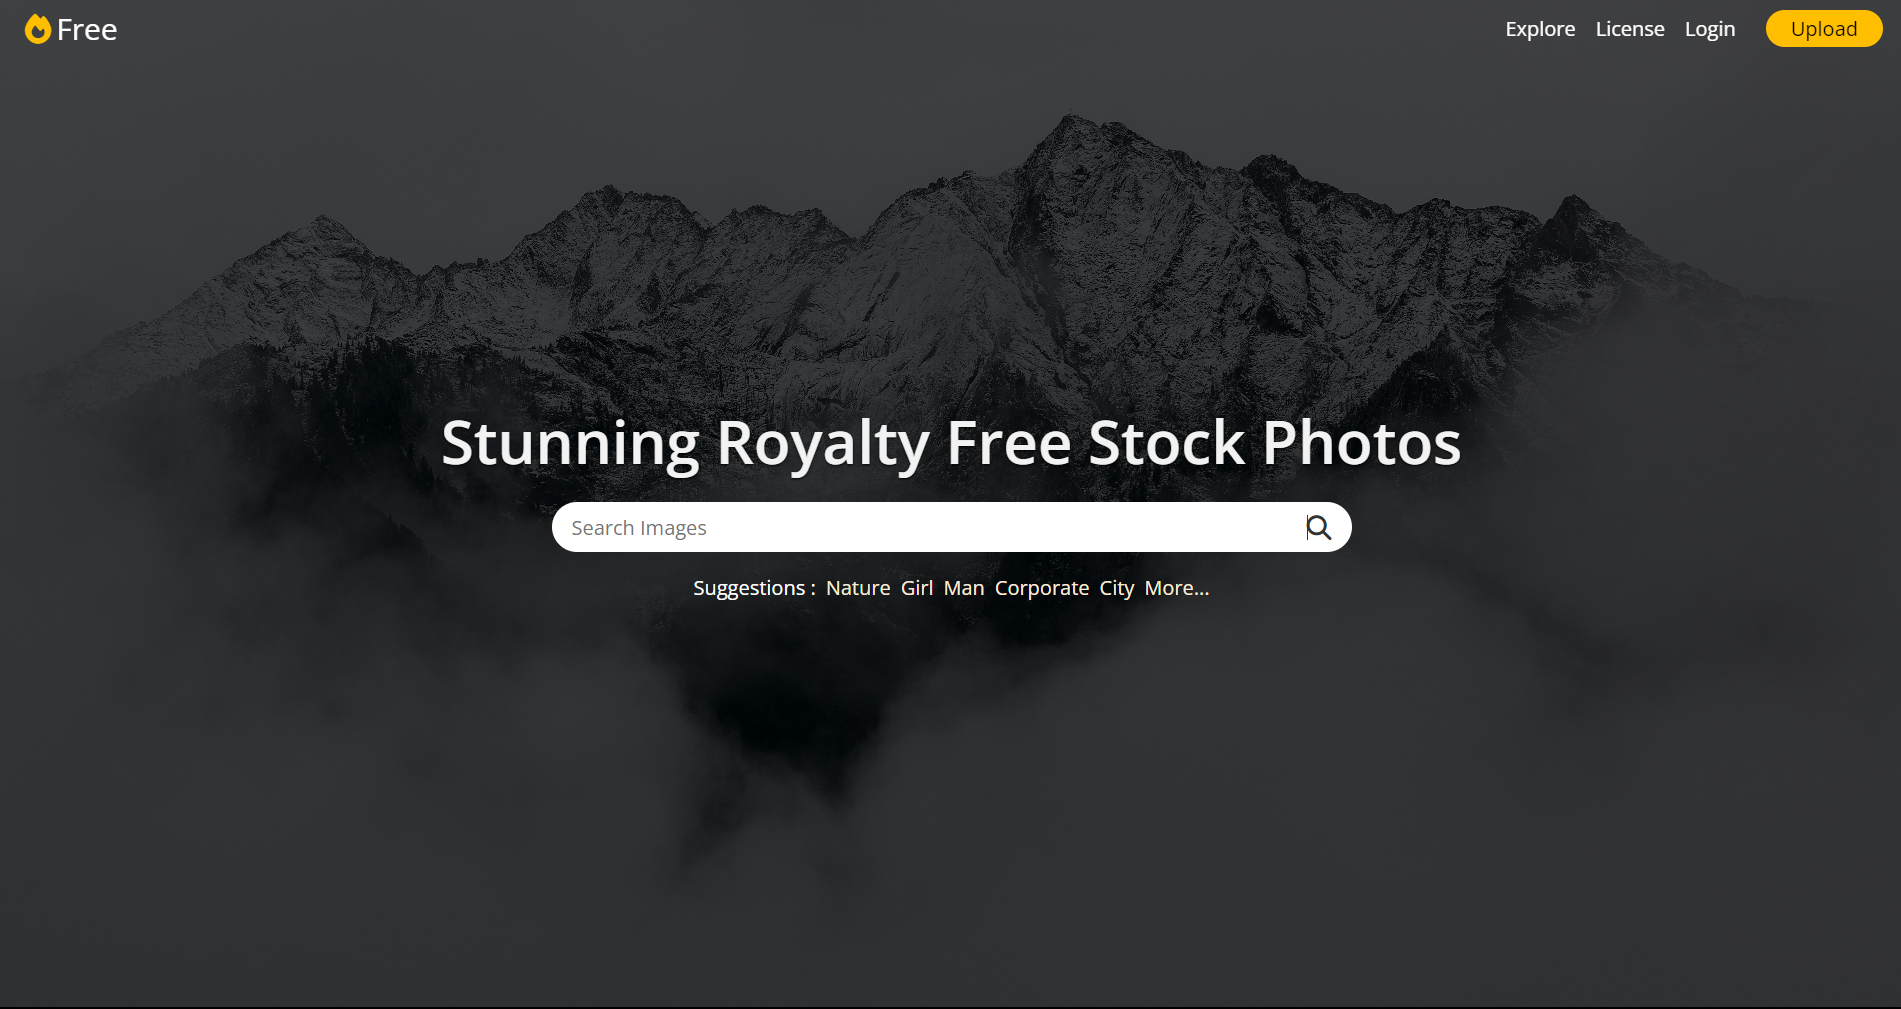 Free
Explore License Login Upload
Stunning Royalty Free Stock Photos
Search Images
Suggestions : Nature Girl Man Corporate City More...